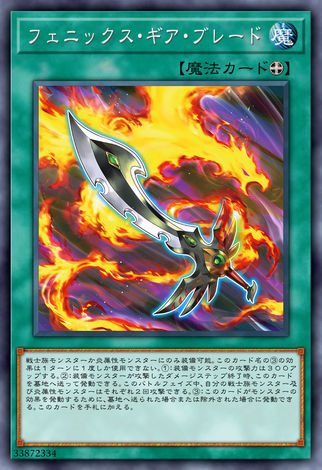 フェニックス・ギア・ブレード
魔
【魔法カード】
戦士族モンスターか炎属性モンスターにのみ装備可能。このカード名の③の効
果は1ターンに1度しか使用できない。①：装備モンスターの攻撃力は300ア
ップする。②：装備モンスターが攻撃したダメージステップ終了時、このカード
を墓地へ送って発動できる。このバトルフェイズ中、自分の戦士族モンスター及
び炎属性モンスターはそれぞれ2回攻撃できる。③：このカードがモンスター
の効果を発動するために、墓地へ送られた場合または除外された場合に発動でき
る。このカードを手札に加える。
33872334